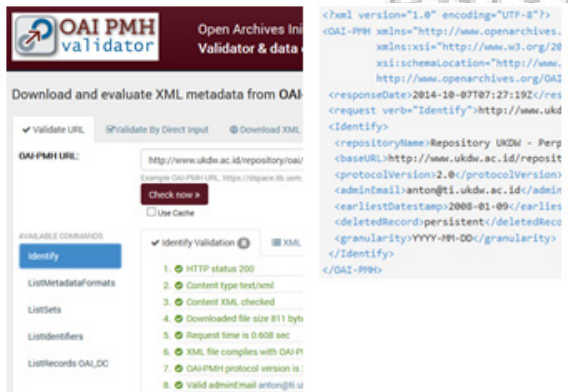 OAI PMH
validator
Open Archives Ini
Validator & data
Download and evaluate XML metadata from OAI-
Validate URL
Validate By Direct Input
Download XML
OAI-PMH URL:
http://www.ukdw.ac.id/repository/oai/
Example OAI-PMH URL: https://dspace.lib.uom.
Check now >
Use Cache
AVAILABLE COMMANDS
Identify
ListMetadataFormats
ListSets
ListIdentifiers
ListRecords OAI_DC
Identify Validation
XML
1. HTTP status 200
2. Content type text/xml
3. Content XML checked
4. Downloaded file size 811 byte
5. Request time is 0.608 sec
6. XML file complies with OAI-P
7. OAI-PMH protocol version is
8. Valid adminEmail anton@ti.u
<?xml version="1.0" encoding="UTF-8"?>
<OAI-PMH xmlns="http://www.openarchives.
xmlns:xsi="http://www.w3.org/20
xsi:schemaLocation="http://www.
http://www.openarchives.org/OAI
<responseDate>2014-10-07T07:27:19Z</res
<request verb="Identify">http://www.ukd
<Identify>
<repositoryName>Repository UKDW - Perp
<baseURL>http://www.ukdw.ac.id/reposit
<protocolVersion>2.0</protocolVersion>
<adminEmail>anton@ti.ukdw.ac.id</admin
<earliestDatestamp>2008-01-09</earlies
<deletedRecord>persistent</deletedReco
<granularity>YYYY-MM-DD</granularity>
</Identify>
</OAI-PMH>